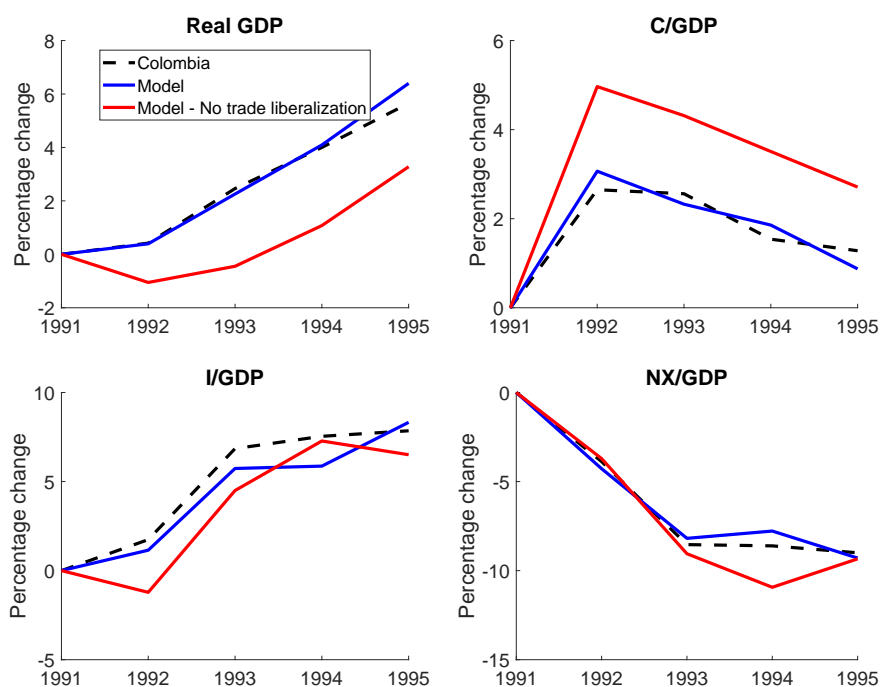 Real GDP
Percentage change
8
6
4
2
0
-2
1991 1992 1993 1994 1995
Colombia
Model
Model - No trade liberalization
C/GDP
Percentage change
6
4
2
0
1991 1992 1993 1994 1995
I/GDP
Percentage change
10
5
0
-5
1991 1992 1993 1994 1995
NX/GDP
Percentage change
0
-5
-10
-15
1991 1992 1993 1994 1995